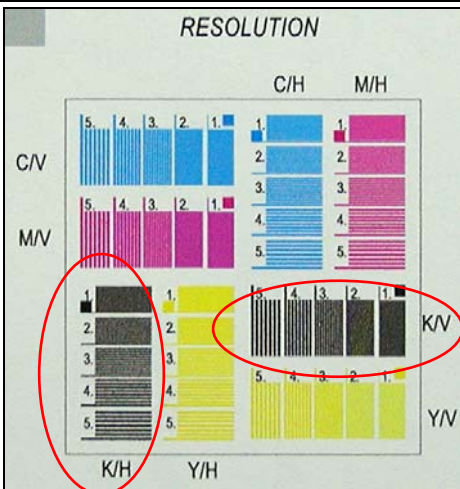 RESOLUTION
C/H M/H
5. 4. 3. 2. 1.
C/V
1. 1.
2. 2.
3. 3.
4. 4.
5. 5.
5. 4. 3. 2. 1.
M/V
1. 1.
2. 2.
3. 3.
4. 4.
5. 5.
K/H Y/H
5. 4. 3. 2. 1.
K/V
5. 4. 3. 2. 1.
Y/V